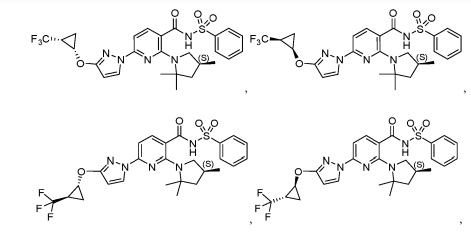 O O O O O O
S S
N H N H
F3C N N N (S) F3C N N N (S)
O N O N
, ,
O O O O O O
S S
N H N H
O N N N (S) O N N N (S)
F N F N
F F F F
, ,